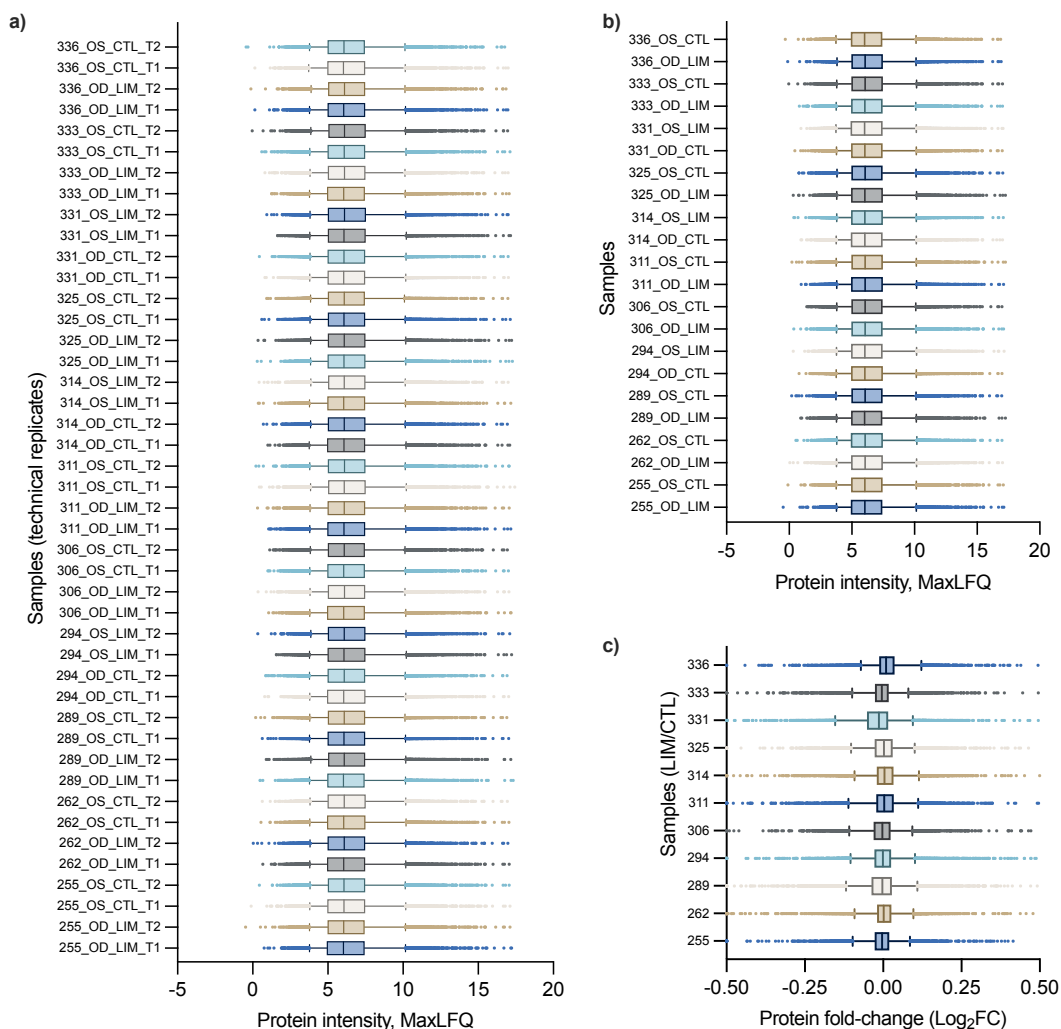 a)
Samples (technical replicates)
336_OS_CTL_T2
336_OS_CTL_T1
336_OD_LIM_T2
336_OD_LIM_T1
333_OS_CTL_T2
333_OS_CTL_T1
333_OD_LIM_T2
333_OD_LIM_T1
331_OS_LIM_T2
331_OS_LIM_T1
331_OD_CTL_T2
331_OD_CTL_T1
325_OS_CTL_T2
325_OS_CTL_T1
325_OD_LIM_T2
325_OD_LIM_T1
314_OS_LIM_T2
314_OS_LIM_T1
314_OD_CTL_T2
314_OD_CTL_T1
311_OS_CTL_T2
311_OS_CTL_T1
311_OD_LIM_T2
311_OD_LIM_T1
306_OS_CTL_T2
306_OS_CTL_T1
306_OD_LIM_T2
306_OD_LIM_T1
294_OS_LIM_T2
294_OS_LIM_T1
294_OD_CTL_T2
294_OD_CTL_T1
289_OS_CTL_T2
289_OS_CTL_T1
289_OD_LIM_T2
289_OD_LIM_T1
262_OS_CTL_T2
262_OS_CTL_T1
262_OD_LIM_T2
262_OD_LIM_T1
255_OS_CTL_T2
255_OS_CTL_T1
255_OD_LIM_T2
255_OD_LIM_T1
-5 0 5 10 15 20
Protein intensity, MaxLFQ
b)
Samples
336_OS_CTL
336_OD_LIM
333_OS_CTL
333_OD_LIM
331_OS_LIM
331_OD_CTL
325_OS_CTL
325_OD_LIM
314_OS_LIM
314_OD_CTL
311_OS_CTL
311_OD_LIM
306_OS_CTL
306_OD_LIM
294_OS_LIM
294_OD_CTL
289_OS_CTL
289_OD_LIM
262_OS_CTL
262_OD_LIM
255_OS_CTL
255_OD_LIM
-5 0 5 10 15 20
Protein intensity, MaxLFQ
c)
Samples (LIM/CTL)
336
333
331
325
314
311
306
294
289
262
255
-0.50 -0.25 0.00 0.25 0.50
Protein fold-change (Log₂FC)